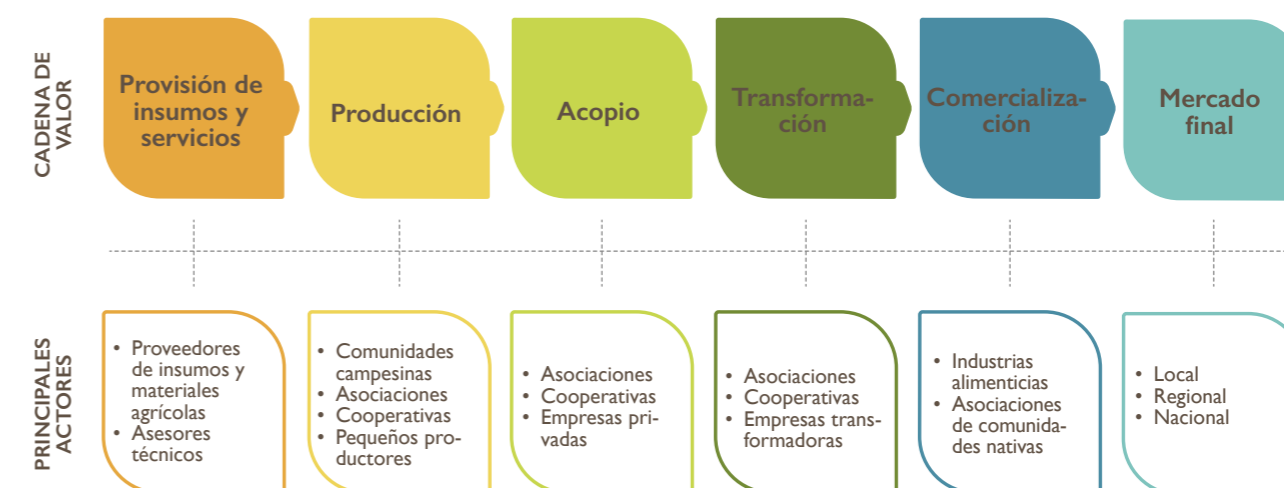 CADENA DE
VALOR
Provisión de
insumos y
servicios
Producción
Acopio
Transforma-
ción
Comercializa-
ción
Mercado
final
PRINCIPALES
ACTORES
• Proveedores
de insumos y
materiales
agrícolas
• Asesores
técnicos
• Comunidades
campesinas
• Asociaciones
• Cooperativas
• Pequeños pro-
ductores
• Asociaciones
• Cooperativas
• Empresas pri-
vadas
• Asociaciones
• Cooperativas
• Empresas trans-
formadoras
• Industrias
alimenticias
• Asociaciones
de comunida-
des nativas
• Local
• Regional
• Nacional